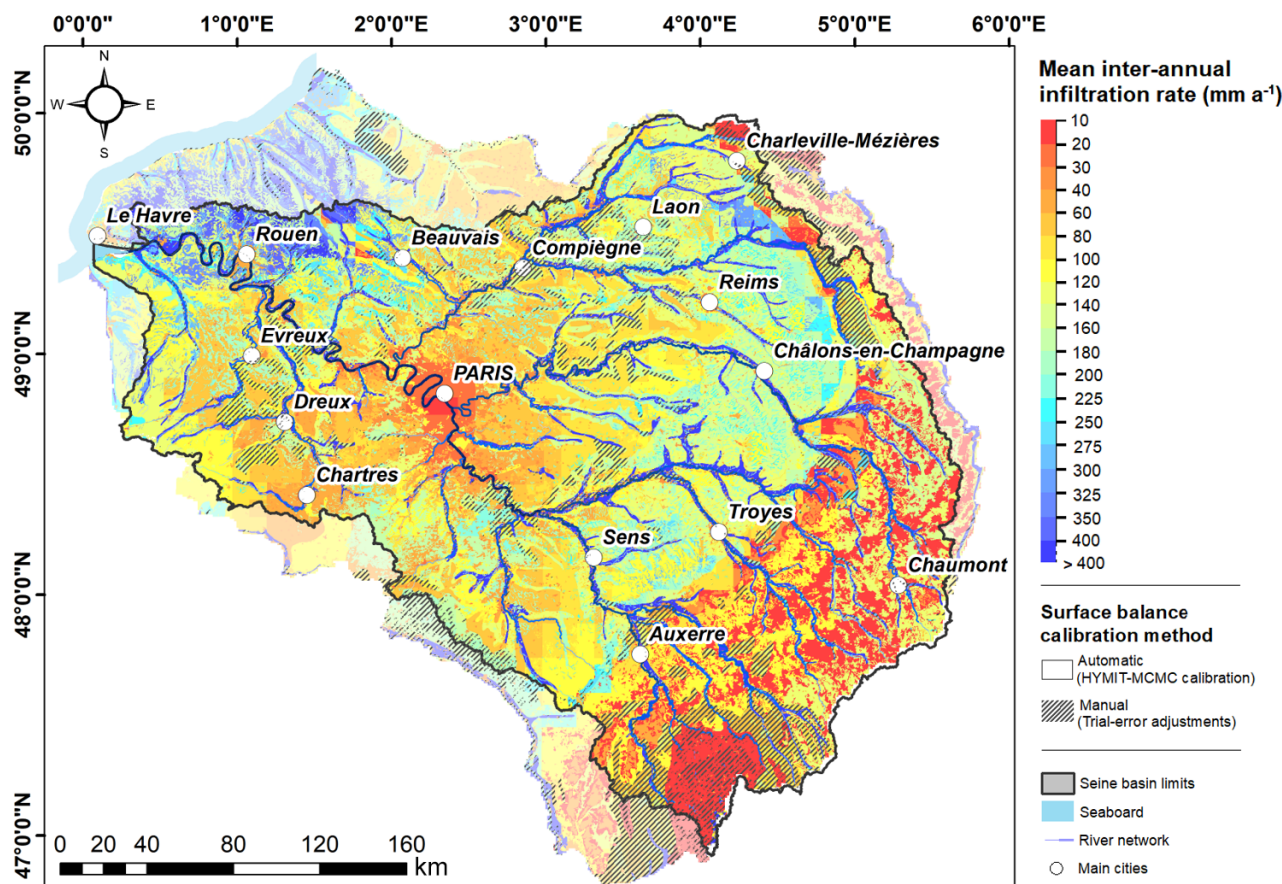 0°0'0" 1°0'0"E 2°0'0"E 3°0'0"E 4°0'0"E 5°0'0"E 6°0'0"E
50°0'0"N
49°0'0"N
48°0'0"N
47°0'0"N
N
W E
S
Le Havre
Rouen
Beauvais
Compiègne
Laon
Charleville-Mézières
Reims
Evreux
Châlons-en-Champagne
PARIS
Dreux
Chartres
Troyes
Sens
Chaumont
Auxerre
0 20 40 80 120 160
km
Mean inter-annual
infiltration rate (mm a⁻¹)
10
20
30
40
60
80
100
120
140
160
180
200
225
250
275
300
325
350
400
> 400
Surface balance
calibration method
Automatic
(HYMIT-MCMC calibration)
Manual
(Trial-error adjustments)
Seine basin limits
Seaboard
River network
Main cities